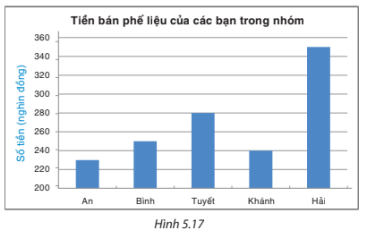 Tiền bán phế liệu của các bạn trong nhóm
Số tiền (nghìn đồng)
360
340
320
300
280
260
240
220
200
An Bình Tuyết Khánh Hải
Hình 5.17